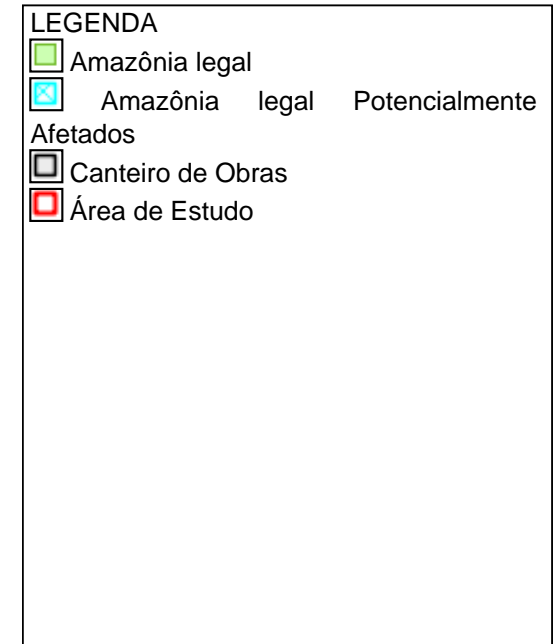 LEGENDA
Amazônia legal
Amazônia legal Potencialmente
Afetados
Canteiro de Obras
Área de Estudo